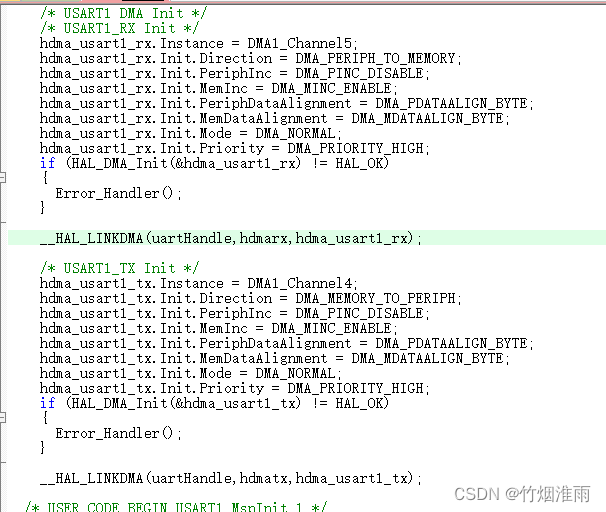 /* USART1 DMA Init */
/* USART1_RX Init */
hdma_usart1_rx.Instance = DMA1_Channel5;
hdma_usart1_rx.Init.Direction = DMA_PERIPH_TO_MEMORY;
hdma_usart1_rx.Init.PeriphInc = DMA_PINC_DISABLE;
hdma_usart1_rx.Init.MemInc = DMA_MINC_ENABLE;
hdma_usart1_rx.Init.PeriphDataAlignment = DMA_PDATAALIGN_BYTE;
hdma_usart1_rx.Init.MemDataAlignment = DMA_MDATAALIGN_BYTE;
hdma_usart1_rx.Init.Mode = DMA_NORMAL;
hdma_usart1_rx.Init.Priority = DMA_PRIORITY_HIGH;
if (HAL_DMA_Init(&hdma_usart1_rx) != HAL_OK)
{
Error_Handler();
}
__HAL_LINKDMA(uartHandle,hdmarx,hdma_usart1_rx);
/* USART1_TX Init */
hdma_usart1_tx.Instance = DMA1_Channel4;
hdma_usart1_tx.Init.Direction = DMA_MEMORY_TO_PERIPH;
hdma_usart1_tx.Init.PeriphInc = DMA_PINC_DISABLE;
hdma_usart1_tx.Init.MemInc = DMA_MINC_ENABLE;
hdma_usart1_tx.Init.PeriphDataAlignment = DMA_PDATAALIGN_BYTE;
hdma_usart1_tx.Init.MemDataAlignment = DMA_MDATAALIGN_BYTE;
hdma_usart1_tx.Init.Mode = DMA_NORMAL;
hdma_usart1_tx.Init.Priority = DMA_PRIORITY_HIGH;
if (HAL_DMA_Init(&hdma_usart1_tx) != HAL_OK)
{
Error_Handler();
}
__HAL_LINKDMA(uartHandle,hdmatx,hdma_usart1_tx);
/* USER CODE BEGIN USART1_MspInit 1 */
CSDN @竹烟淮雨